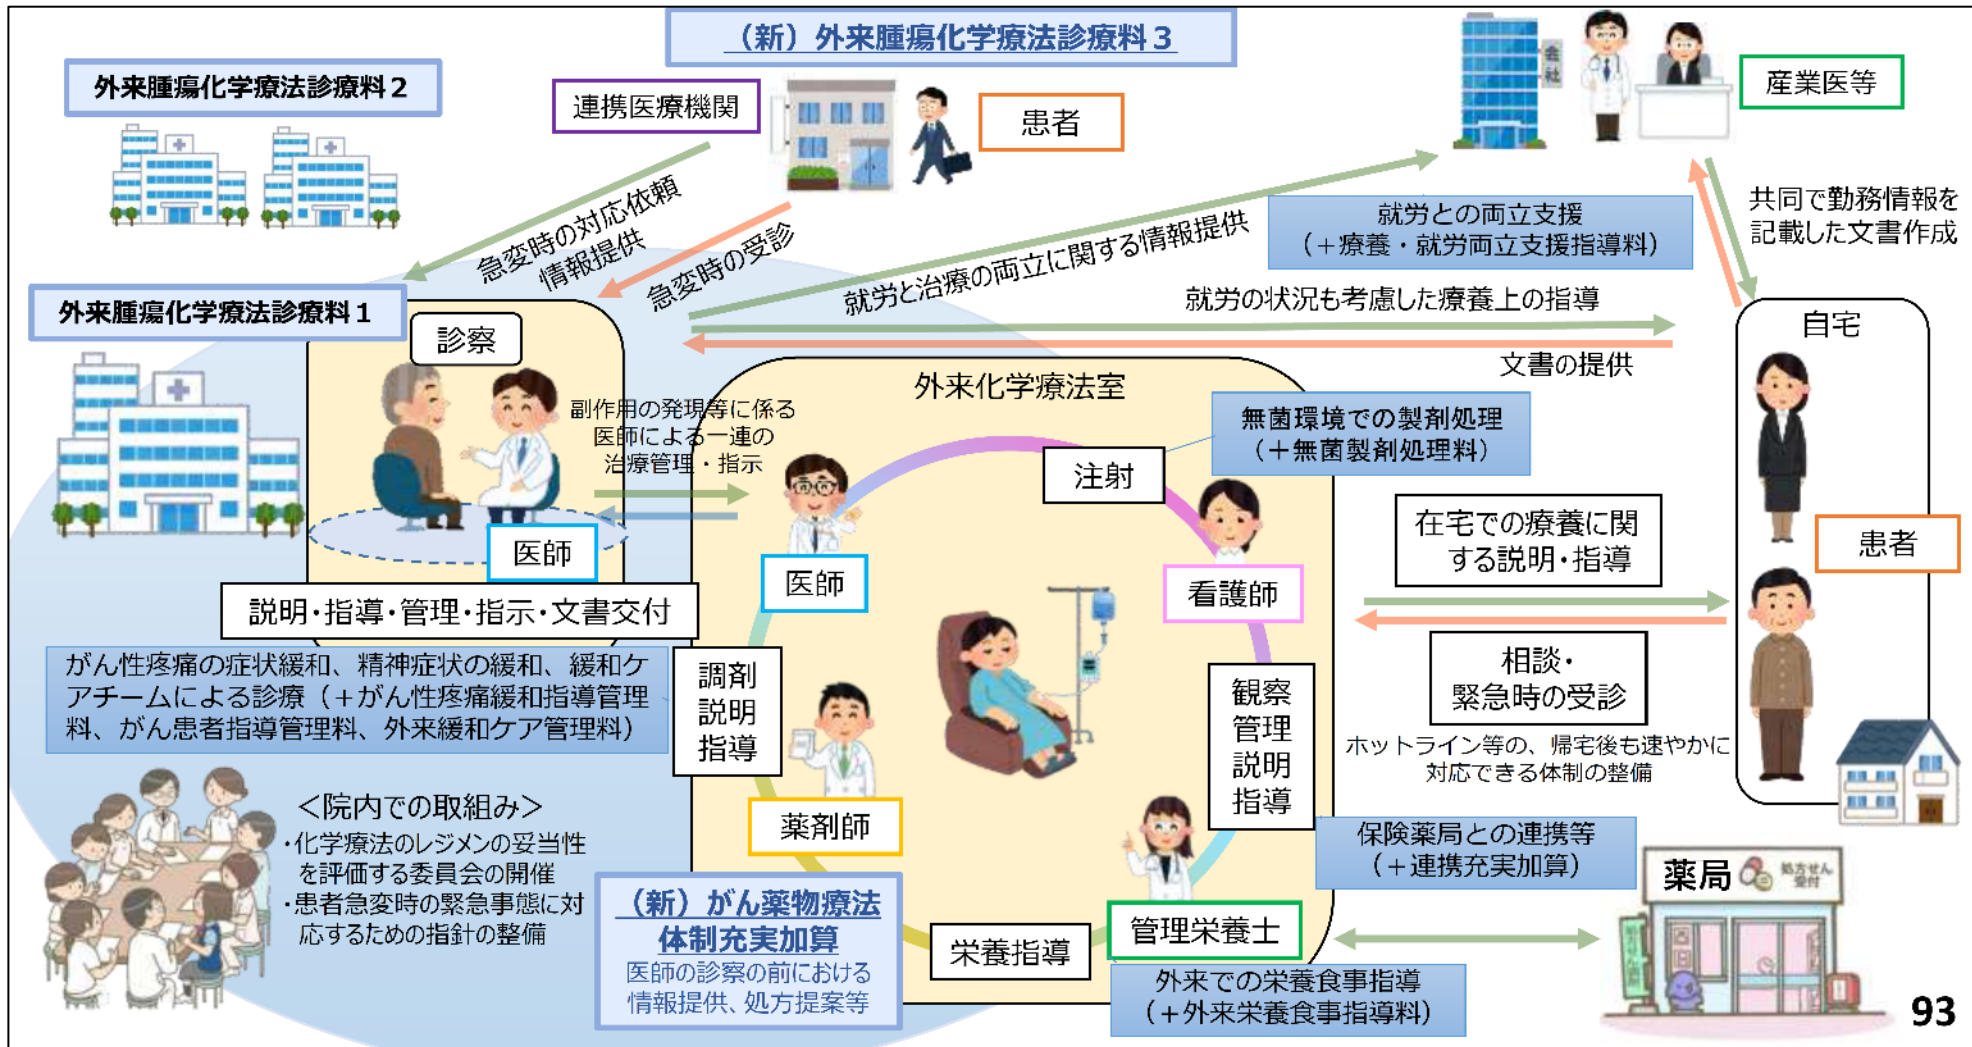 （新）外来腫瘍化学療法診療料３
外来腫瘍化学療法診療料２
連携医療機関
患者
会社
産業医等
急変時の対応依頼
情報提供
急変時の受診
就労と治療の両立に関する情報提供
就労との両立支援
（＋療養・就労両立支援指導料）
共同で勤務情報を
記載した文書作成
外来腫瘍化学療法診療料１
就労の状況も考慮した療養上の指導
文書の提供
自宅
診察
副作用の発現等に係る
医師による一連の
治療管理・指示
外来化学療法室
無菌環境での製剤処理
（＋無菌製剤処理料）
注射
医師
医師
看護師
在宅での療養に関
する説明・指導
患者
説明・指導・管理・指示・文書交付
がん性疼痛の症状緩和、精神症状の緩和、緩和ケ
アチームによる診療（＋がん性疼痛緩和指導管理
料、がん患者指導管理料、外来緩和ケア管理料）
調剤
説明
指導
観察
管理
説明
指導
相談・
緊急時の受診
ホットライン等の、帰宅後も速やかに
対応できる体制の整備
＜院内での取組み＞
・化学療法のレジメンの妥当性
を評価する委員会の開催
・患者急変時の緊急事態に対
応するための指針の整備
薬剤師
保険薬局との連携等
（＋連携充実加算）
薬局
処方せん
受付
（新）がん薬物療法
体制充実加算
医師の診察の前における
情報提供、処方提案等
栄養指導
管理栄養士
外来での栄養食事指導
（＋外来栄養食事指導料）
93